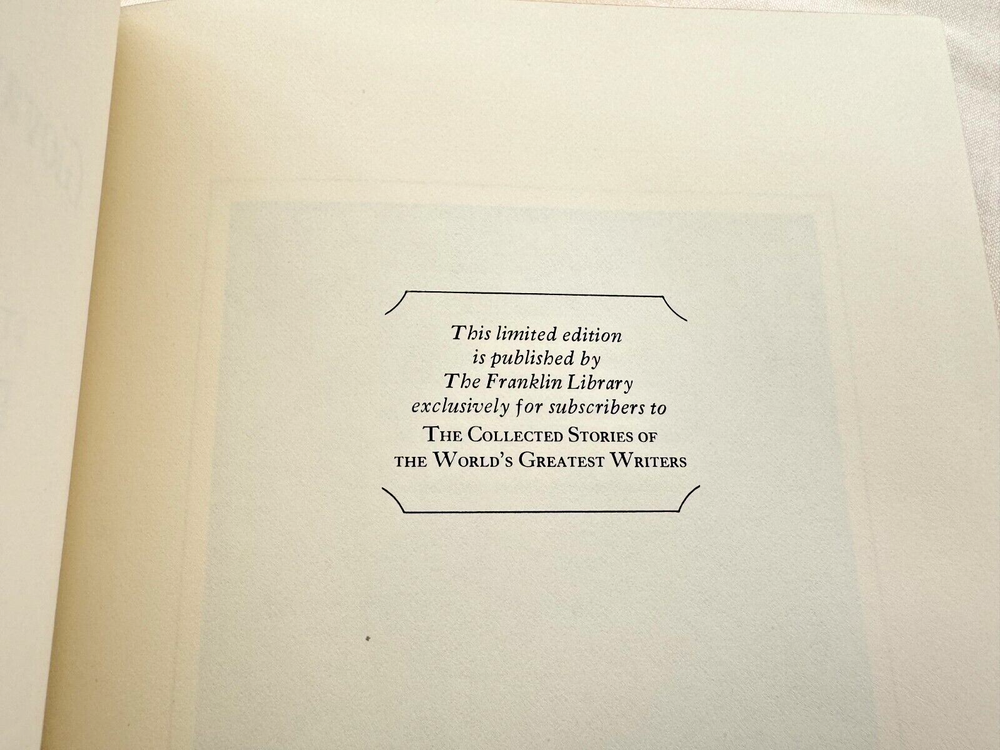 This limited edition
is published by
The Franklin Library
exclusively for subscribers to
THE COLLECTED STORIES OF
THE WORLD'S GREATEST WRITERS